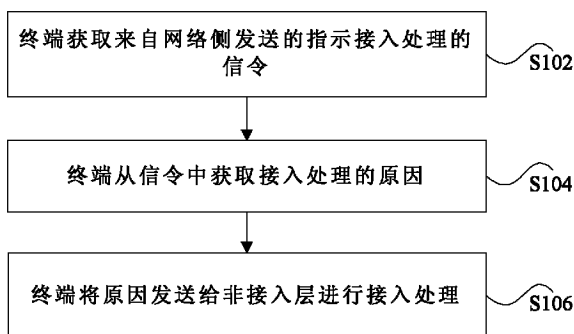 终端获取来自网络侧发送的指示接入处理的
信令
S102
终端从信令中获取接入处理的原因
S104
终端将原因发送给非接入层进行接入处理
S106